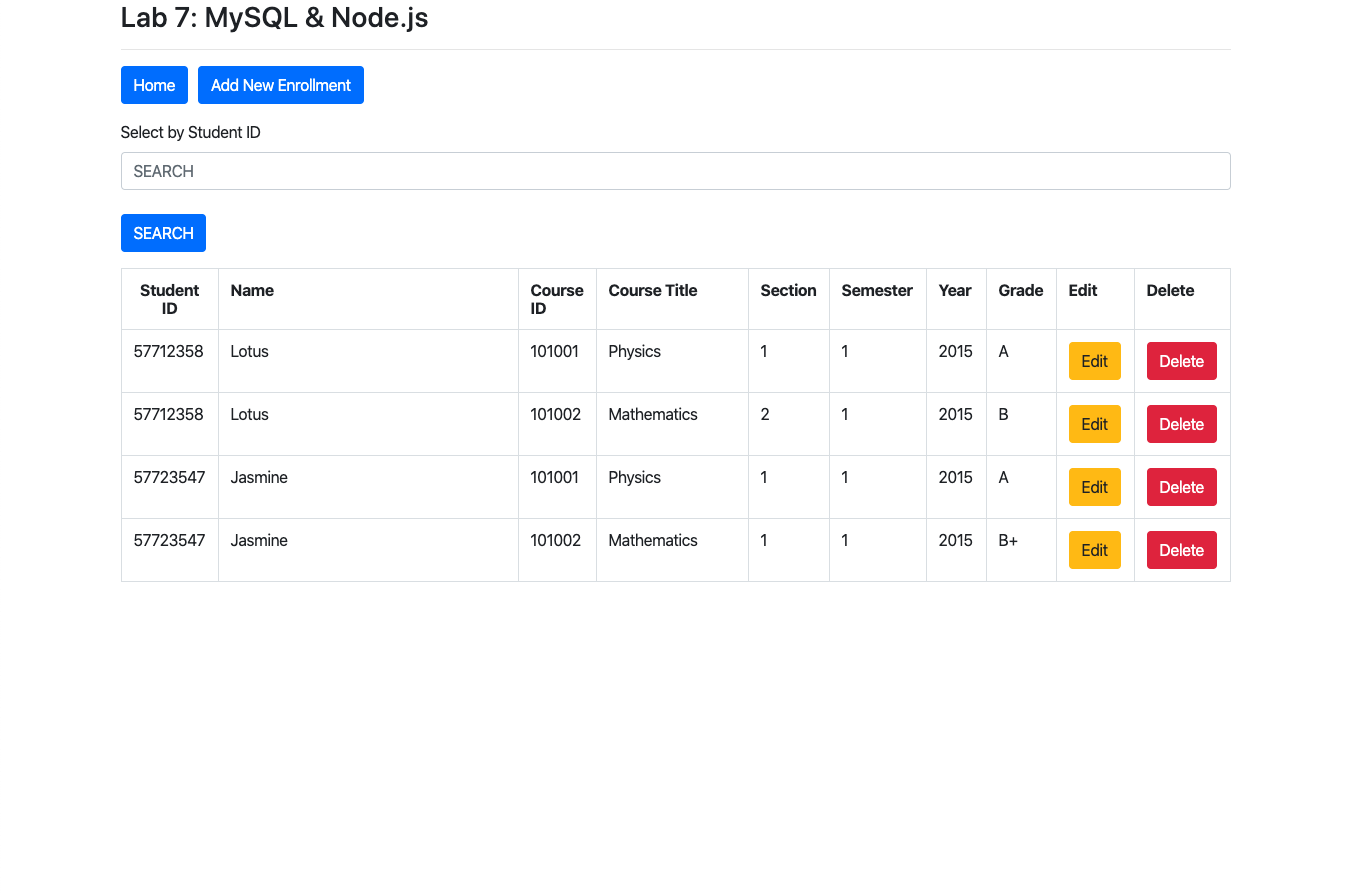 Lab 7: MySQL & Node.js
Home Add New Enrollment
Select by Student ID
SEARCH
SEARCH
Student ID Name Course ID Course Title Section Semester Year Grade Edit Delete
57712358 Lotus 101001 Physics 1 1 2015 A Edit Delete
57712358 Lotus 101002 Mathematics 2 1 2015 B Edit Delete
57723547 Jasmine 101001 Physics 1 1 2015 A Edit Delete
57723547 Jasmine 101002 Mathematics 1 1 2015 B+ Edit Delete